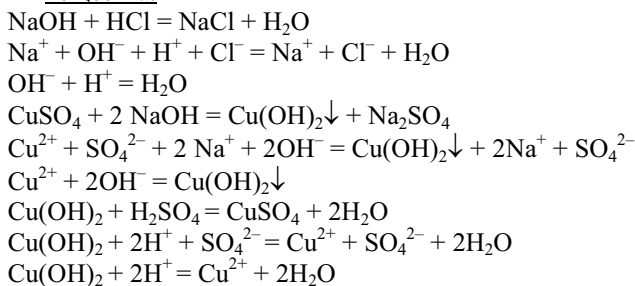 NaOH + HCl = NaCl + H₂O
Na⁺ + OH⁻ + H⁺ + Cl⁻ = Na⁺ + Cl⁻ + H₂O
OH⁻ + H⁺ = H₂O
CuSO₄ + 2 NaOH = Cu(OH)₂↓ + Na₂SO₄
Cu²⁺ + SO₄²⁻ + 2 Na⁺ + 2OH⁻ = Cu(OH)₂↓ + 2Na⁺ + SO₄²⁻
Cu²⁺ + 2OH⁻ = Cu(OH)₂↓
Cu(OH)₂ + H₂SO₄ = CuSO₄ + 2H₂O
Cu(OH)₂ + 2H⁺ + SO₄²⁻ = Cu²⁺ + SO₄²⁻ + 2H₂O
Cu(OH)₂ + 2H⁺ = Cu²⁺ + 2H₂O